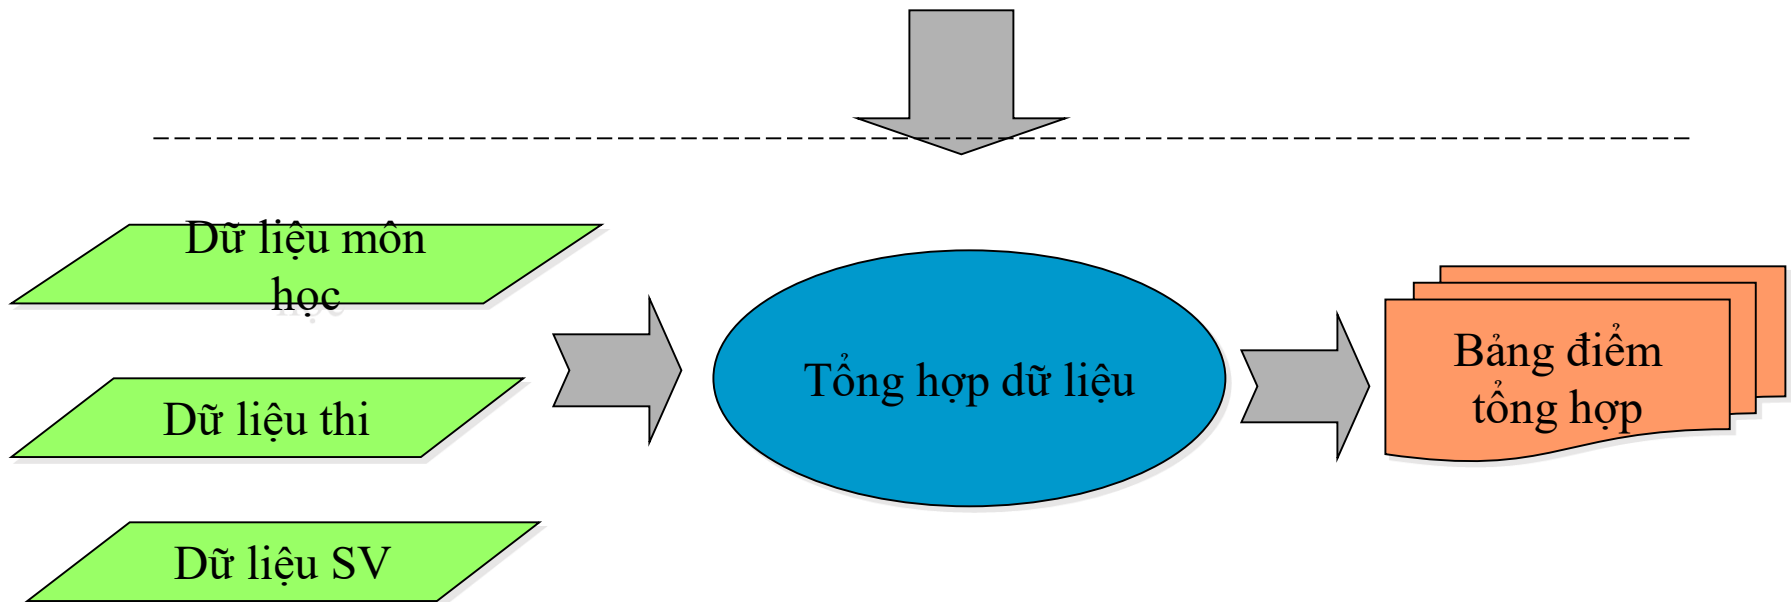 Dữ liệu môn
học
Dữ liệu thi
Dữ liệu SV
Tổng hợp dữ liệu
Bảng điểm
tổng hợp